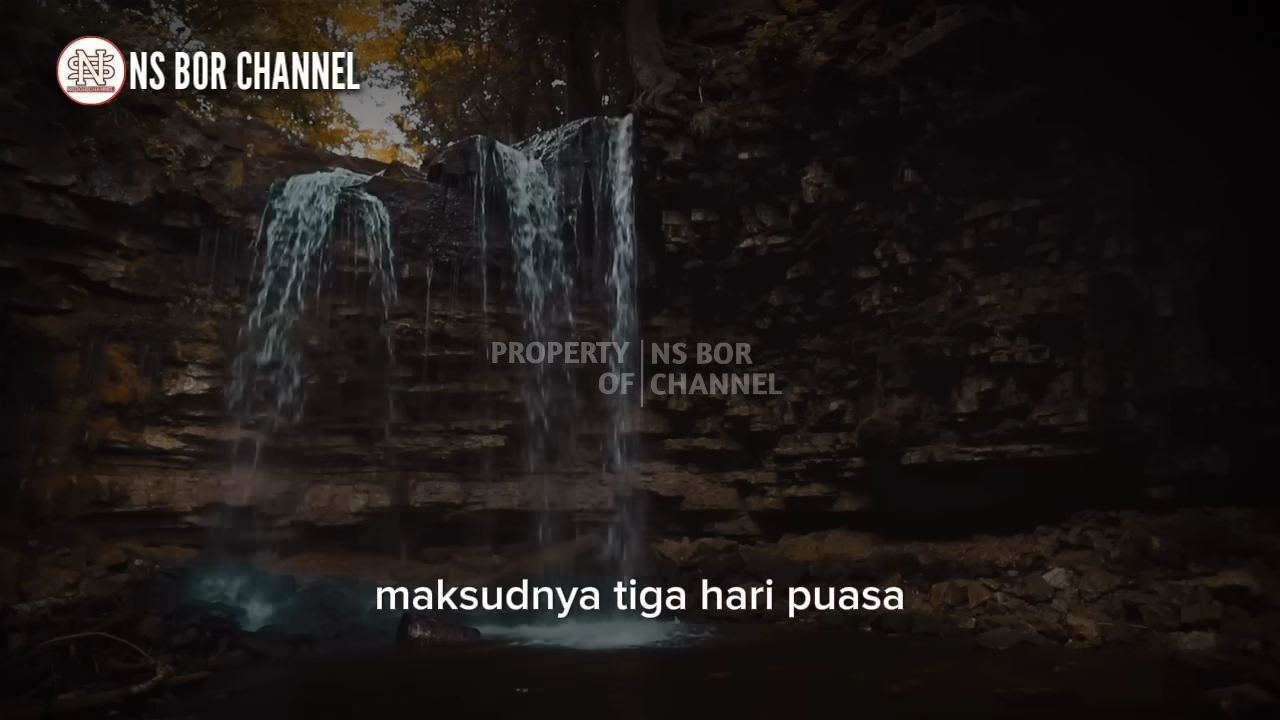 NS BOR CHANNEL
PROPERTY OF NS BOR CHANNEL
maksudnya tiga hari puasa